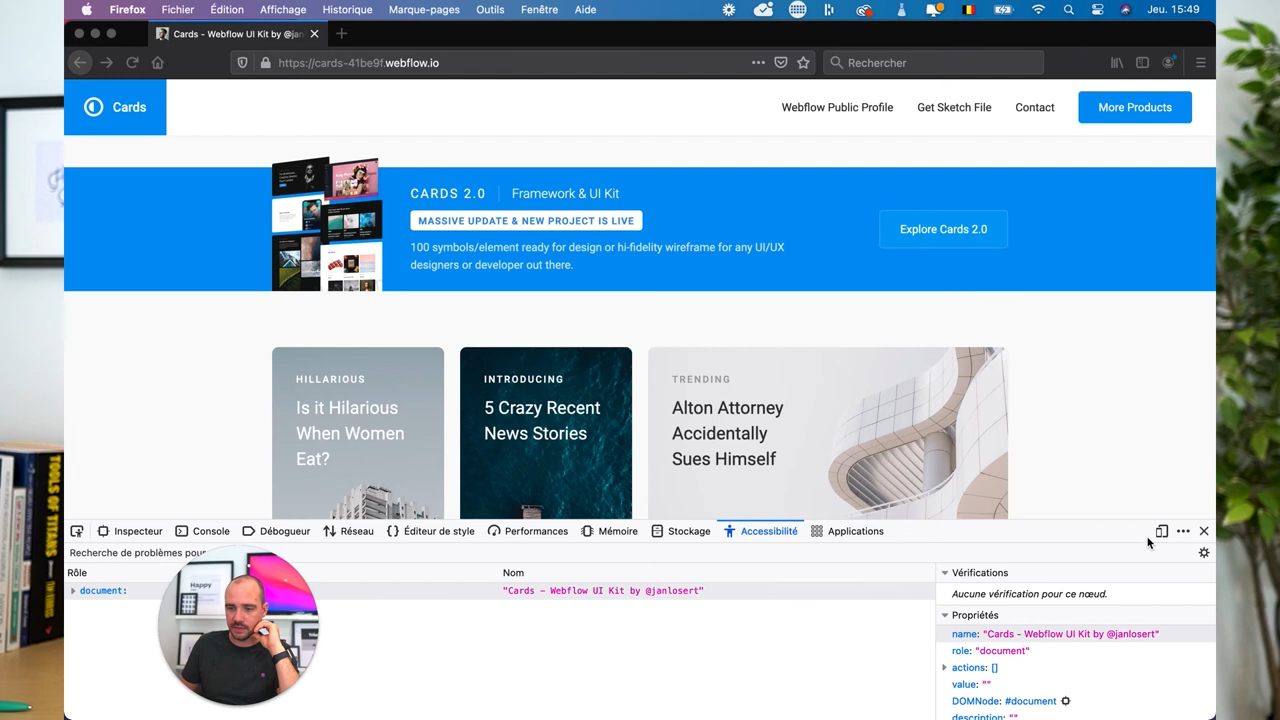 Firefox Fichier Édition Affichage Historique Marque-pages Outils Fenêtre Aide Jeu. 15:49
Cards - Webflow UI Kit by @jan
https://cards-41be9f.webflow.io
Rechercher
Cards
Webflow Public Profile Get Sketch File Contact More Products
CARDS 2.0 Framework & UI Kit
MASSIVE UPDATE & NEW PROJECT IS LIVE
100 symbols/element ready for design or hi-fidelity wireframe for any UI/UX
designers or developer out there.
Explore Cards 2.0
HILLARIOUS
Is it Hilarious
When Women
Eat?
INTRODUCING
5 Crazy Recent
News Stories
TRENDING
Alton Attorney
Accidentally
Sues Himself
Inspecteur Console Débogueur Réseau Éditeur de style Performances Mémoire Stockage Accessibilité Applications
Recherche de problèmes pou
Rôle Nom
document: "Cards - Webflow UI Kit by @janlosert"
Vérifications
Aucune vérification pour ce nœud.
Propriétés
name: "Cards - Webflow UI Kit by @janlosert"
role: "document"
actions: []
value: ""
DOMNode: #document
description: ""
Happy
TOOLS OF TITANS